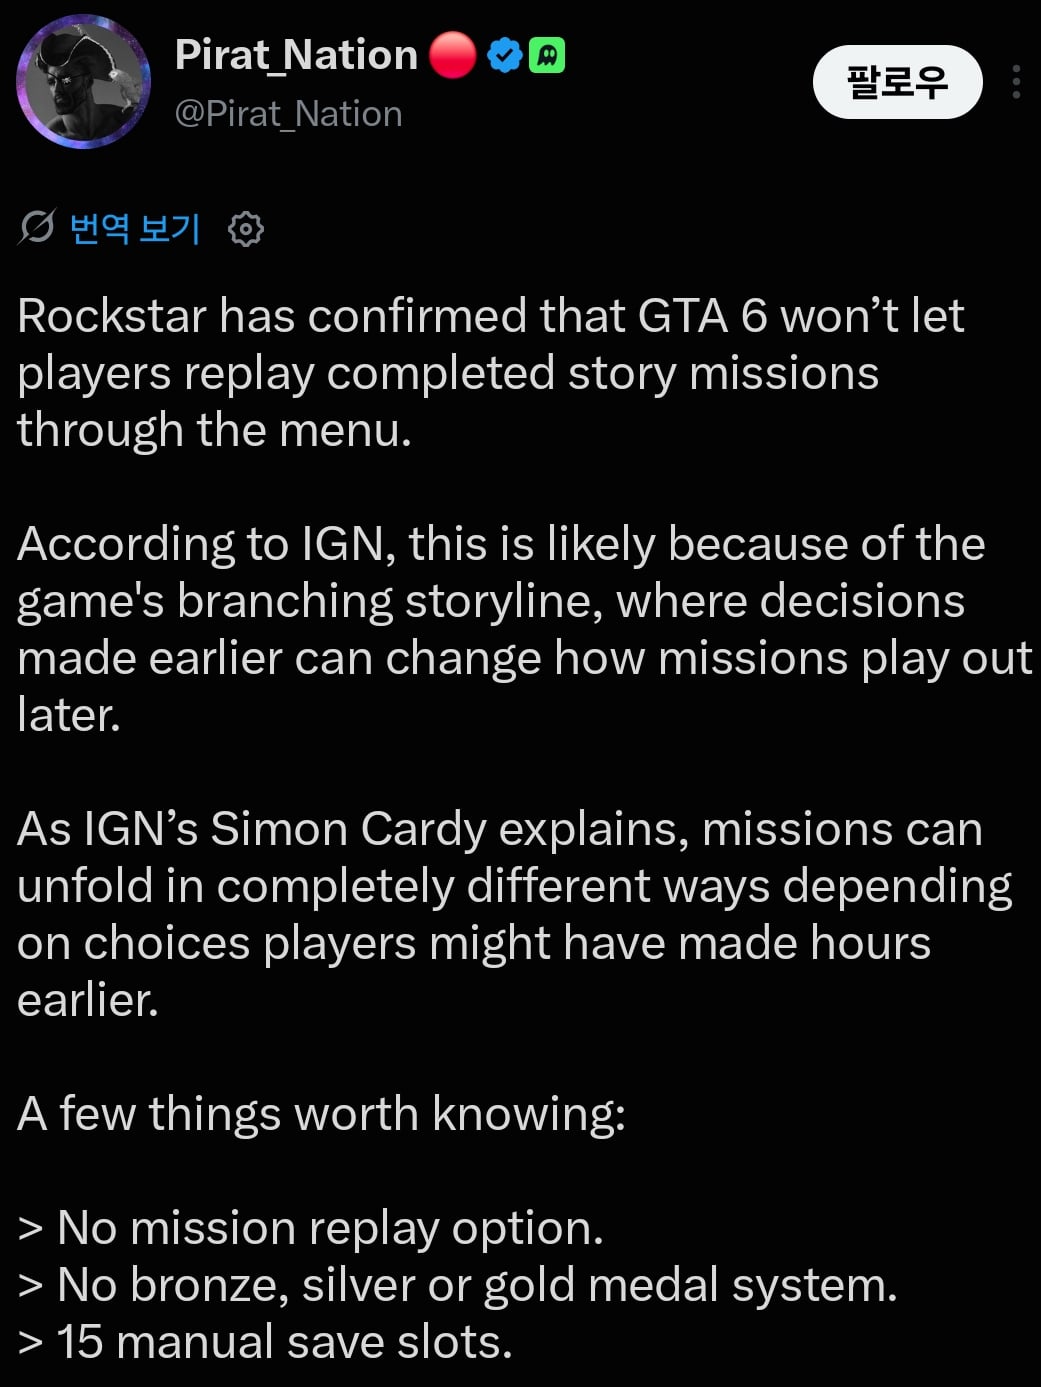 Pirat_Nation
@Pirat_Nation
팔로우
번역 보기
Rockstar has confirmed that GTA 6 won’t let
players replay completed story missions
through the menu.
According to IGN, this is likely because of the
game's branching storyline, where decisions
made earlier can change how missions play out
later.
As IGN’s Simon Cardy explains, missions can
unfold in completely different ways depending
on choices players might have made hours
earlier.
A few things worth knowing:
> No mission replay option.
> No bronze, silver or gold medal system.
> 15 manual save slots.